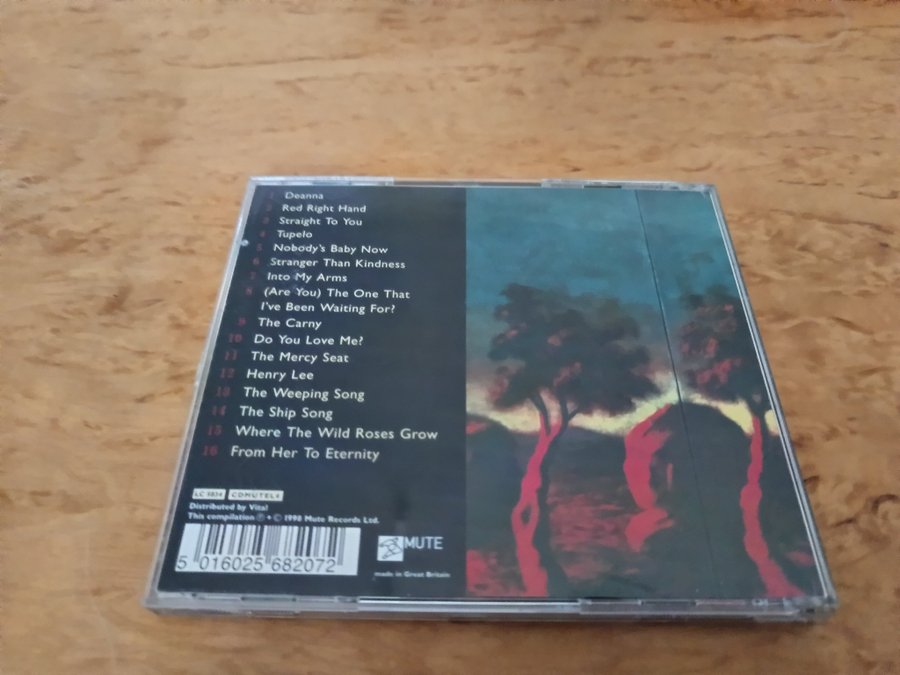 1 Deanna
2 Red Right Hand
3 Straight To You
4 Tupelo
5 Nobody's Baby Now
6 Stranger Than Kindness
7 Into My Arms
8 (Are You) The One That
I've Been Waiting For?
9 The Carny
10 Do You Love Me?
11 The Mercy Seat
12 Henry Lee
13 The Weeping Song
14 The Ship Song
15 Where The Wild Roses Grow
16 From Her To Eternity
LC 5834 CDMUTEL4
Distributed by Vital
This compilation ℗ + © 1998 Mute Records Ltd.
5 016025 682072
MUTE
made in Great Britain